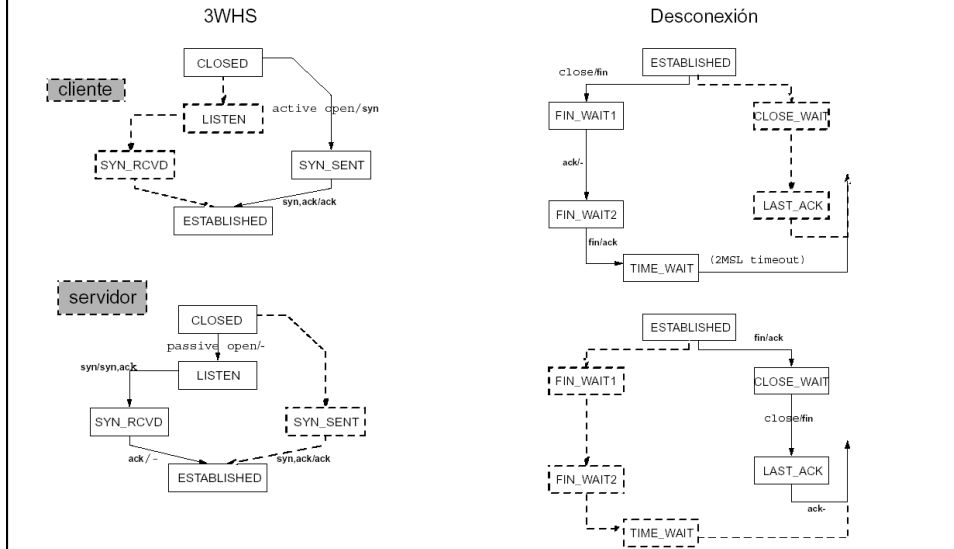 3WHS
Desconexión
cliente
CLOSED
active open/syn
LISTEN
SYN_RCVD
SYN_SENT
syn,ack/ack
ESTABLISHED
ESTABLISHED
close/fin
FIN_WAIT1
CLOSE_WAIT
ack/-
FIN_WAIT2
LAST_ACK
fin/ack
TIME_WAIT
(2MSL timeout)
servidor
CLOSED
passive open/-
syn/syn,ack
LISTEN
SYN_RCVD
SYN_SENT
ack/-
syn,ack/ack
ESTABLISHED
ESTABLISHED
fin/ack
FIN_WAIT1
CLOSE_WAIT
close/fin
FIN_WAIT2
LAST_ACK
ack-
TIME_WAIT